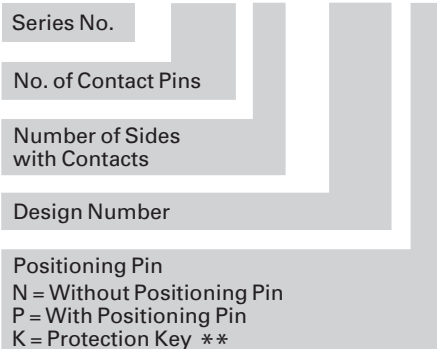 Series No.
No. of Contact Pins
Number of Sides
with Contacts
Design Number
Positioning Pin
N = Without Positioning Pin
P = With Positioning Pin
K = Protection Key **